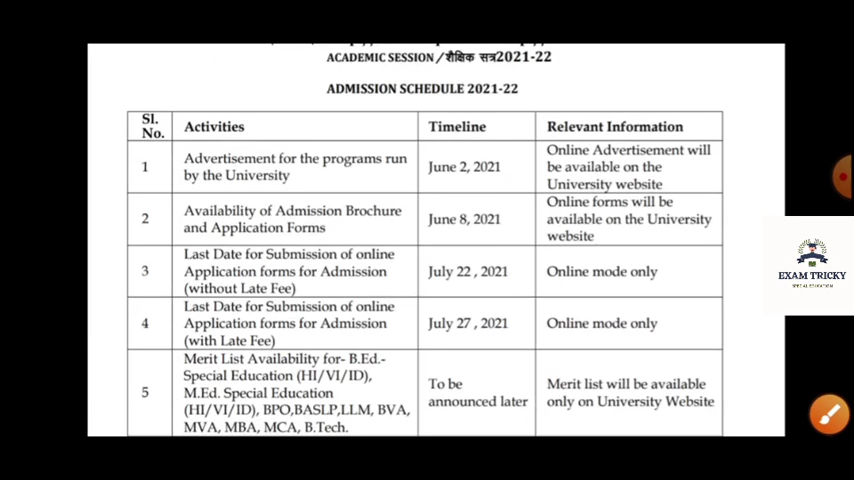 ACADEMIC SESSION/शैक्षिक सत्र2021-22
ADMISSION SCHEDULE 2021-22
Sl. No. Activities Timeline Relevant Information
1 Advertisement for the programs run by the University June 2, 2021 Online Advertisement will be available on the University website
2 Availability of Admission Brochure and Application Forms June 8, 2021 Online forms will be available on the University website
3 Last Date for Submission of online Application forms for Admission (without Late Fee) July 22 , 2021 Online mode only
4 Last Date for Submission of online Application forms for Admission (with Late Fee) July 27 , 2021 Online mode only
5 Merit List Availability for- B.Ed.- Special Education (HI/VI/ID), M.Ed. Special Education (HI/VI/ID), BPO,BASLP,LLM, BVA, MVA, MBA, MCA, B.Tech. To be announced later Merit list will be available only on University Website
EXAM TRICKY
SPECIAL EDUCATION